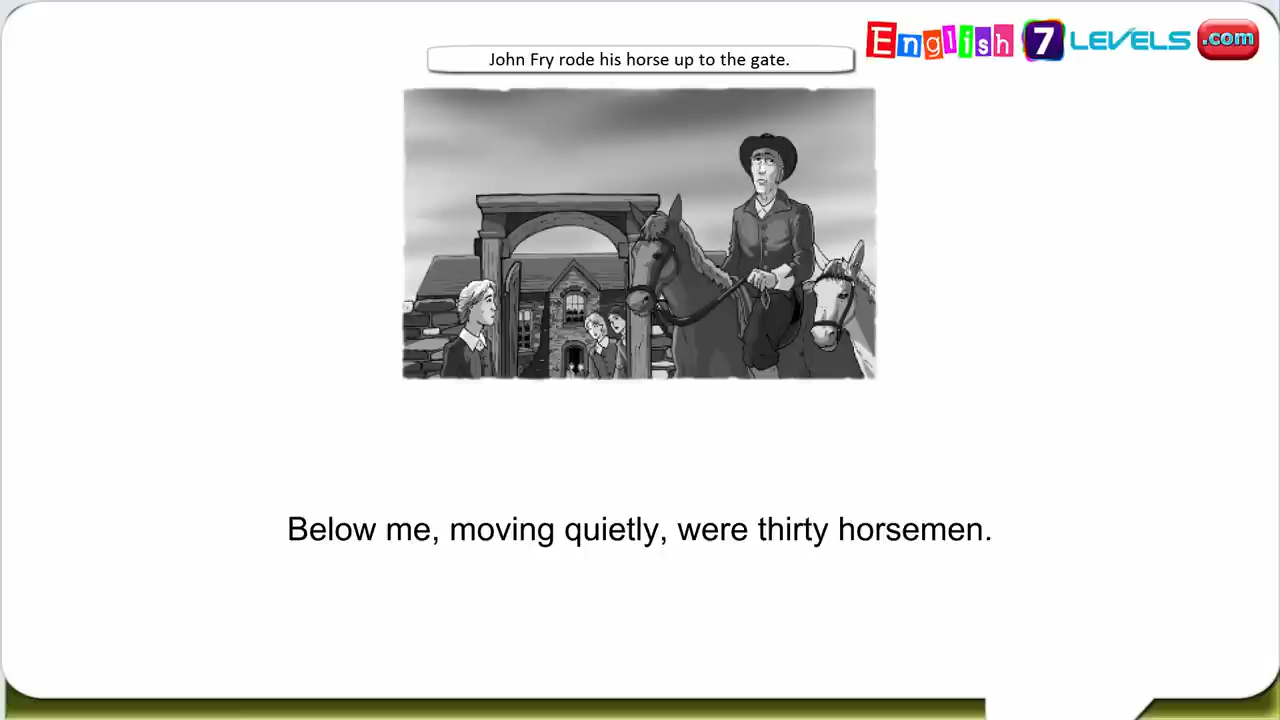 English 7 LEVELS .com
John Fry rode his horse up to the gate.
Below me, moving quietly, were thirty horsemen.